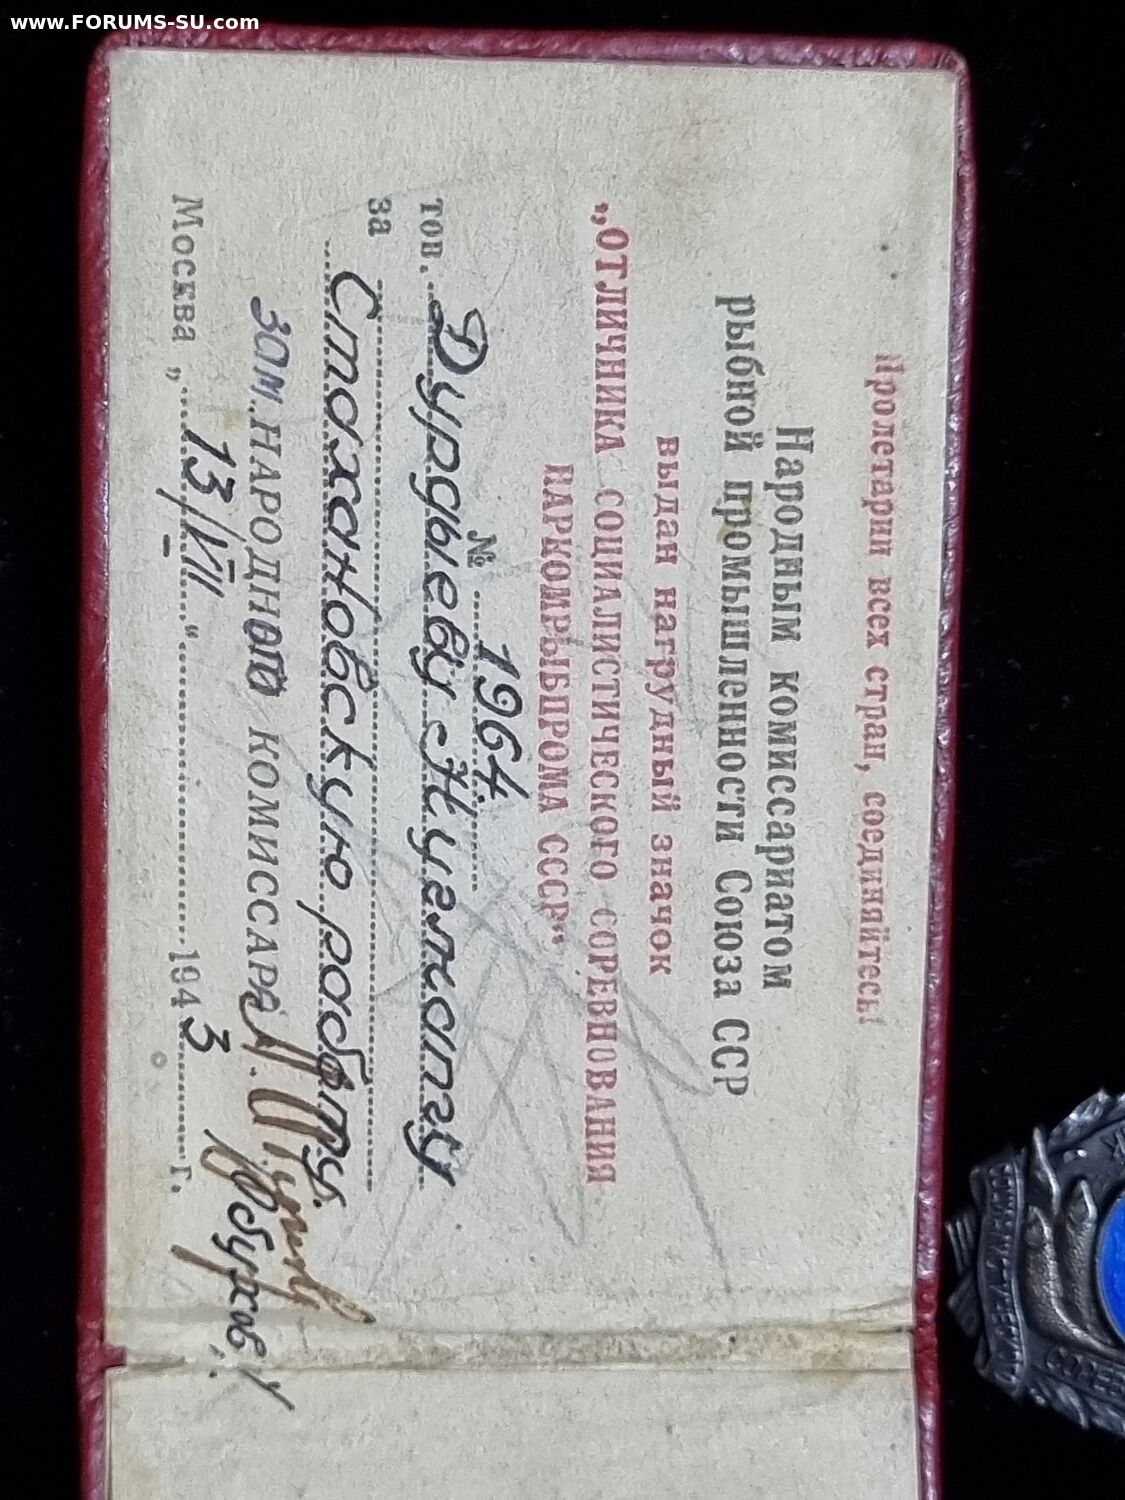 www.FORUMS-SU.com
Пролетарии всех стран, соединяйтесь!
Народным комиссариатом
рыбной промышленности Союза ССР
выдан нагрудный значок
„ОТЛИЧНИКА СОЦИАЛИСТИЧЕСКОГО СОРЕВНОВАНИЯ
НАРКОМРЫБПРОМА СССР“
№ 1964
тов. Дурдыеву Нуглисапгу
за
Стахановскую работу.
зам. НАРОДНОГО КОМИССАРА
Москва „13/VII“ 1943 г.